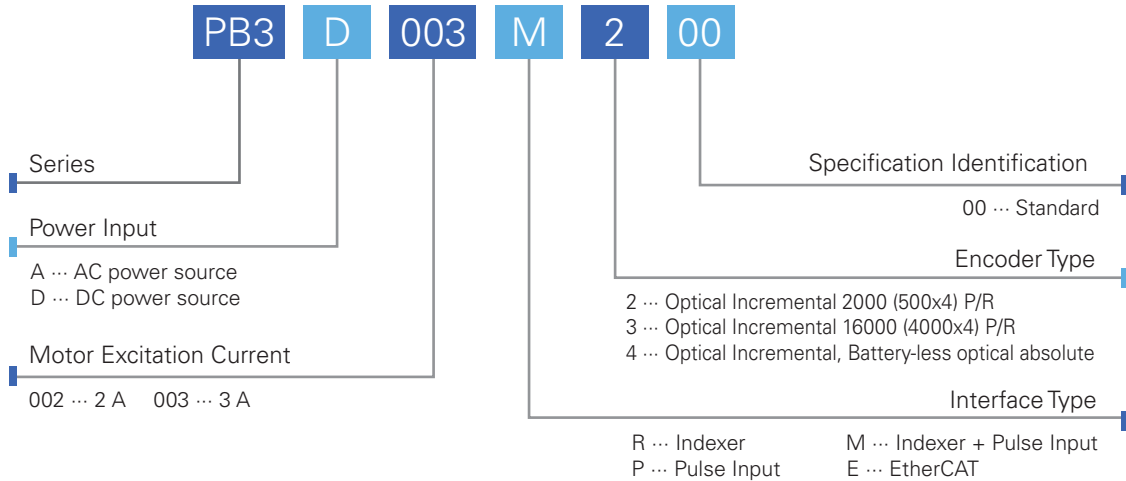 PB3 D 003 M 2 00
Series
Power Input
A ··· AC power source
D ··· DC power source
Motor Excitation Current
002 ··· 2 A 003 ··· 3 A
Specification Identification
00 ··· Standard
Encoder Type
2 ··· Optical Incremental 2000 (500x4) P/R
3 ··· Optical Incremental 16000 (4000x4) P/R
4 ··· Optical Incremental, Battery-less optical absolute
Interface Type
R ··· Indexer M ··· Indexer + Pulse Input
P ··· Pulse Input E ··· EtherCAT